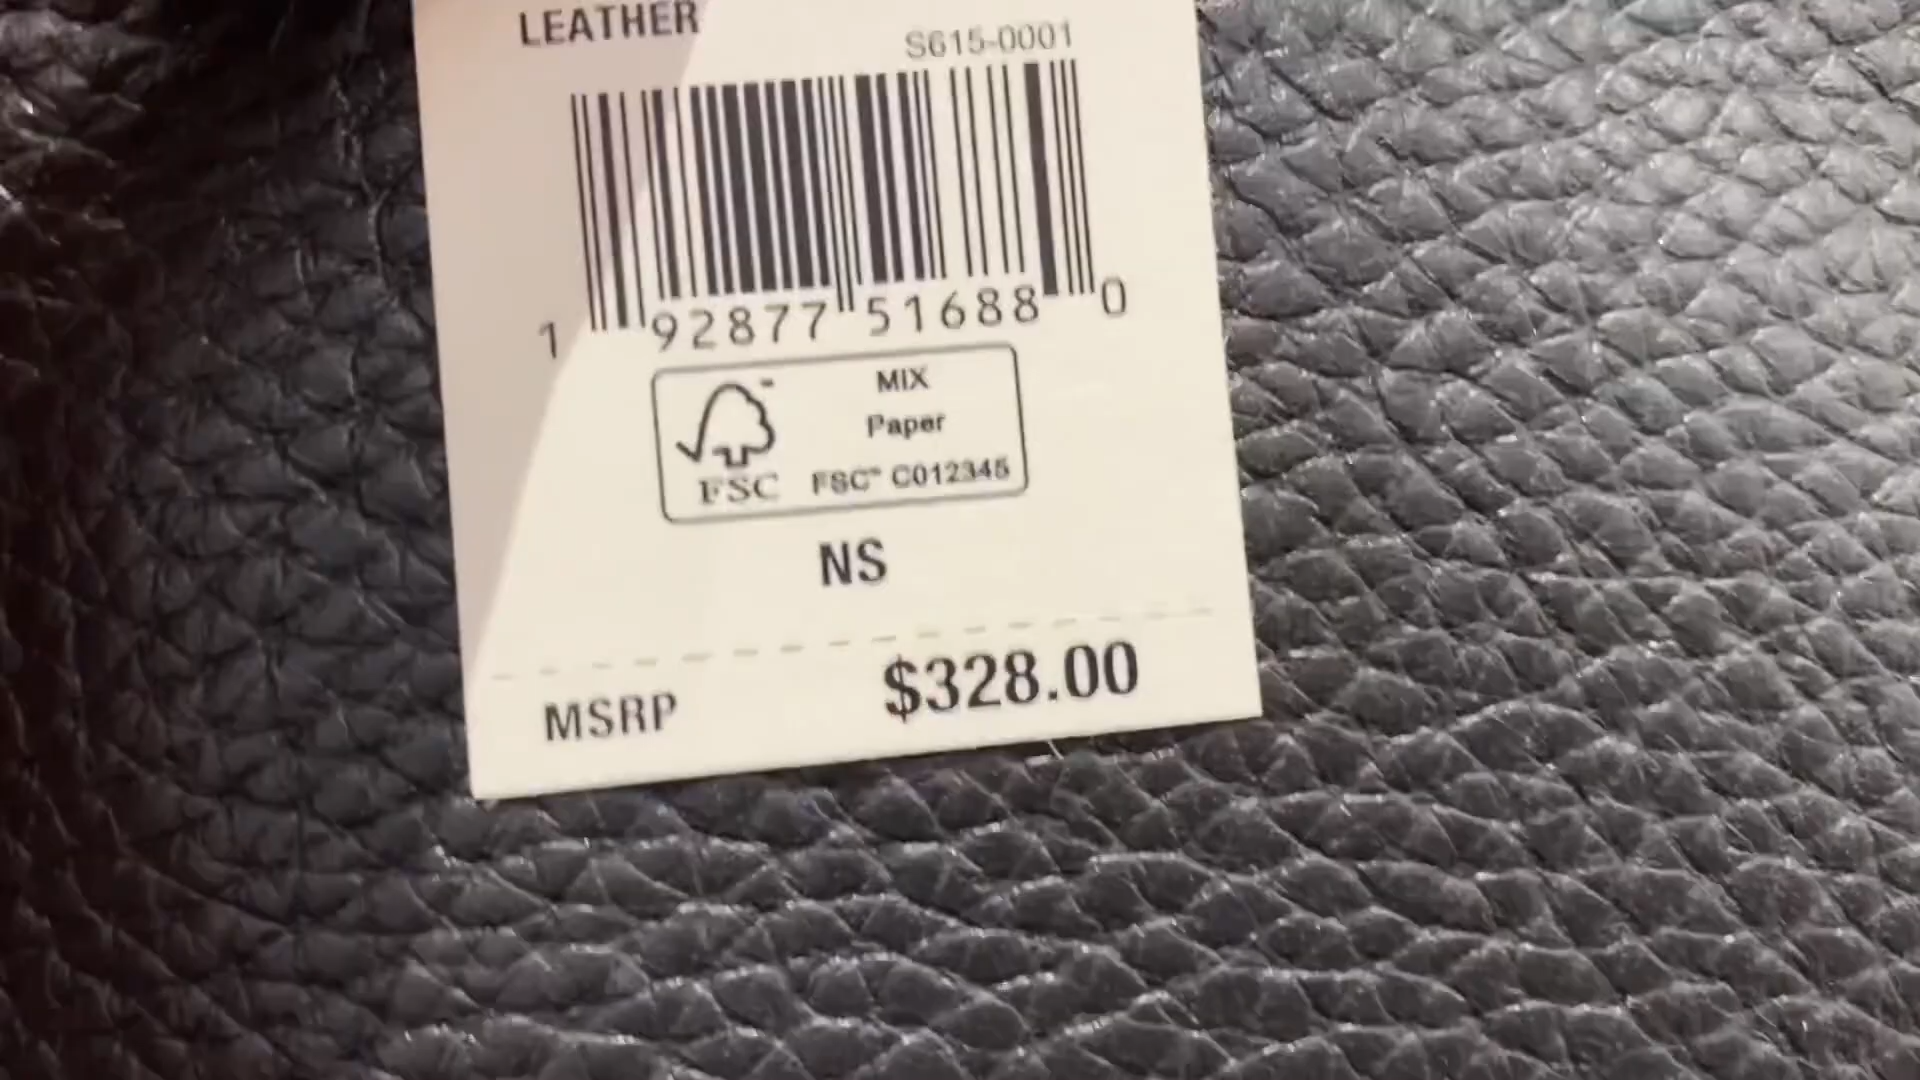 LEATHER
S615-0001
1 92877 51688 0
MIX
Paper
FSC™ C012345
FSC
NS
MSRP $328.00